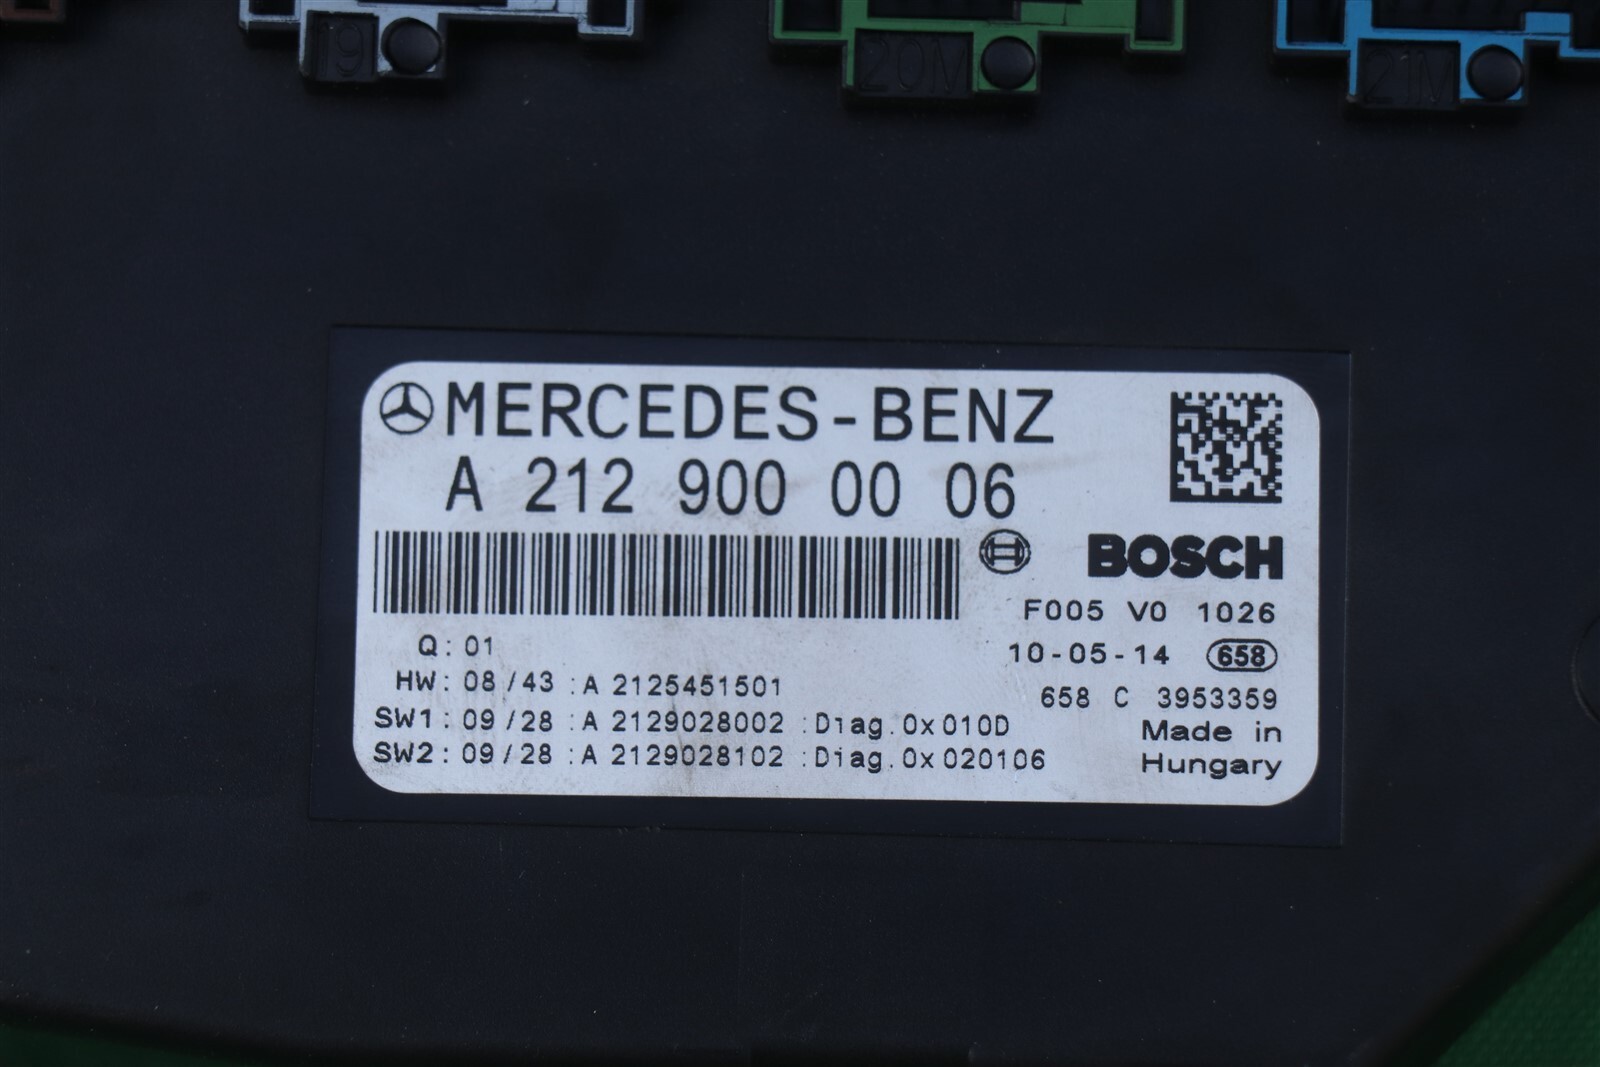 19
20M
21M
MERCEDES-BENZ
A 212 900 00 06
BOSCH
F005 V0 1026
Q: 01
10-05-14 658
HW: 08/43 :A 2125451501
658 C 3953359
SW1: 09/28 :A 2129028002 :Diag.0x010D
Made in
SW2: 09/28 :A 2129028102 :Diag.0x020106
Hungary